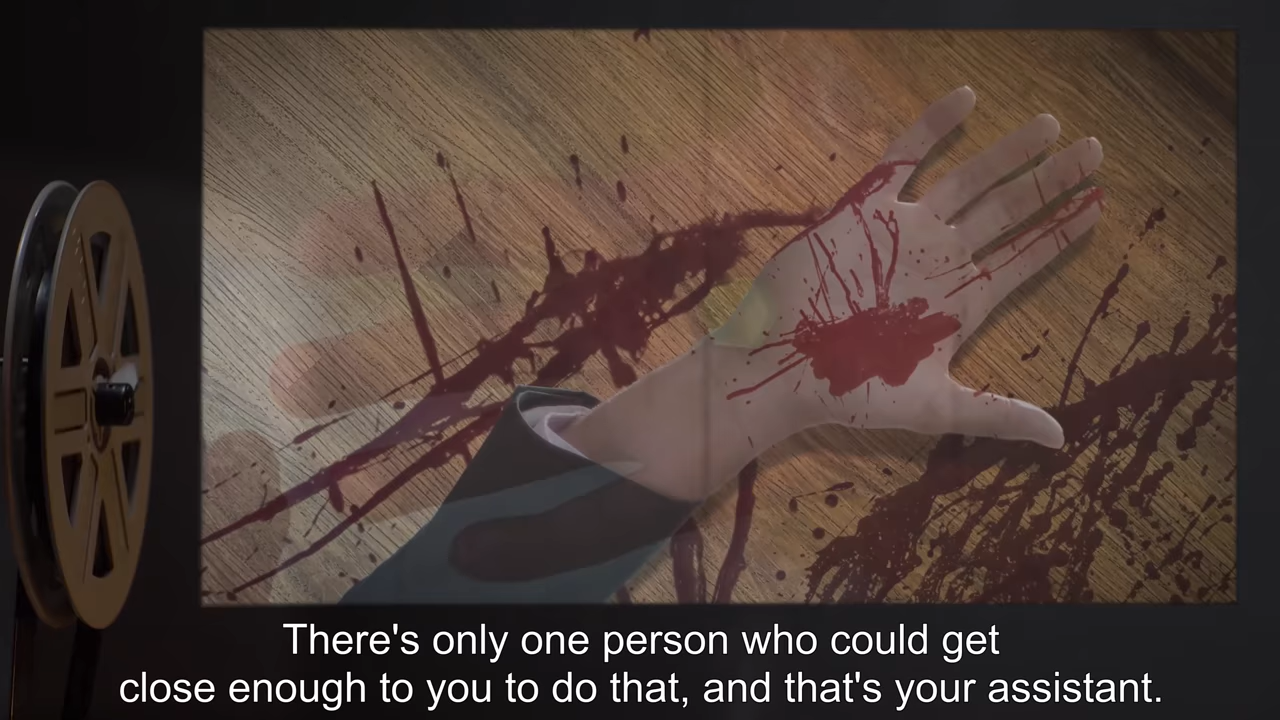 There's only one person who could get
close enough to you to do that, and that's your assistant.